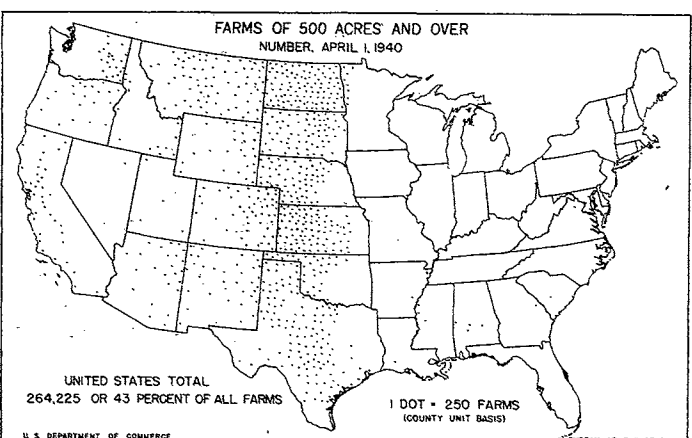 FARMS OF 500 ACRES AND OVER
NUMBER, APRIL 1, 1940
UNITED STATES TOTAL
264,225 OR 43 PERCENT OF ALL FARMS
1 DOT = 250 FARMS
(COUNTY UNIT BASIS)
U. S. DEPARTMENT OF COMMERCE